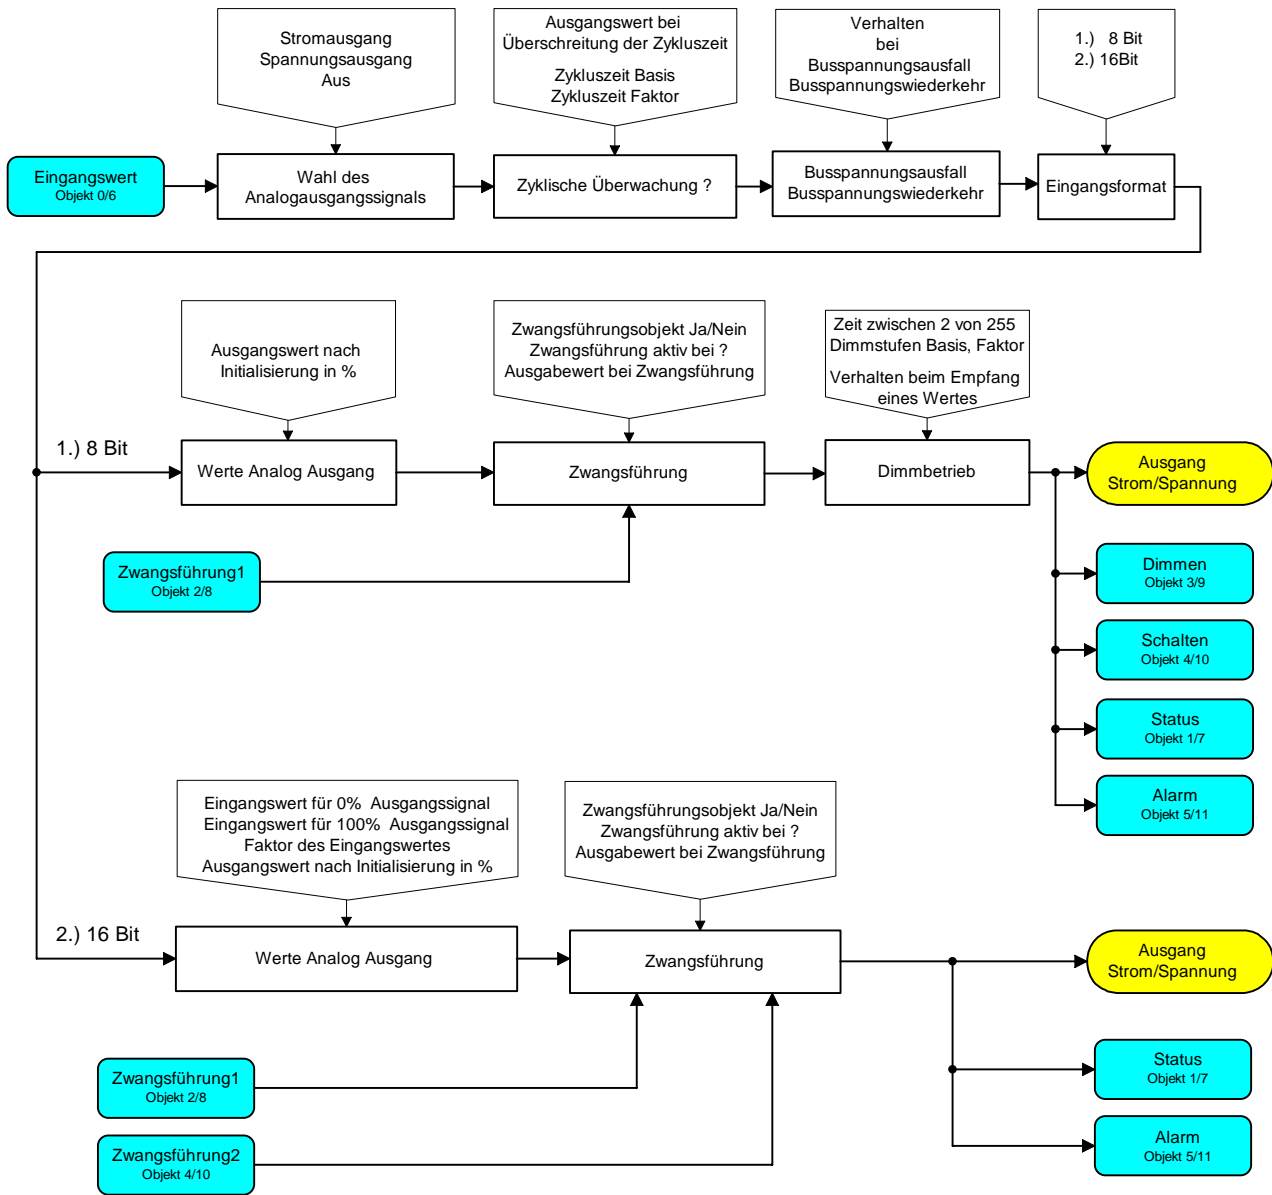 Stromausgang
Spannungsausgang
Aus
Ausgangswert bei
Überschreitung der Zykluszeit
Zykluszeit Basis
Zykluszeit Faktor
Verhalten
bei
Busspannungsausfall
Busspannungswiederkehr
1.) 8 Bit
2.) 16Bit
Eingangswert
Objekt 0/6
Wahl des
Analogausgangssignals
Zyklische Überwachung ?
Busspannungsausfall
Busspannungswiederkehr
Eingangsformat
Ausgangswert nach
Initialisierung in %
Zwangsführungsobjekt Ja/Nein
Zwangsführung aktiv bei ?
Ausgabewert bei Zwangsführung
Zeit zwischen 2 von 255
Dimmstufen Basis, Faktor
Verhalten beim Empfang
eines Wertes
1.) 8 Bit
Werte Analog Ausgang
Zwangsführung
Dimmbetrieb
Ausgang
Strom/Spannung
Zwangsführung1
Objekt 2/8
Dimmen
Objekt 3/9
Schalten
Objekt 4/10
Status
Objekt 1/7
Alarm
Objekt 5/11
Eingangswert für 0% Ausgangssignal
Eingangswert für 100% Ausgangssignal
Faktor des Eingangswertes
Ausgangswert nach Initialisierung in %
Zwangsführungsobjekt Ja/Nein
Zwangsführung aktiv bei ?
Ausgabewert bei Zwangsführung
2.) 16 Bit
Werte Analog Ausgang
Zwangsführung
Ausgang
Strom/Spannung
Zwangsführung1
Objekt 2/8
Status
Objekt 1/7
Zwangsführung2
Objekt 4/10
Alarm
Objekt 5/11